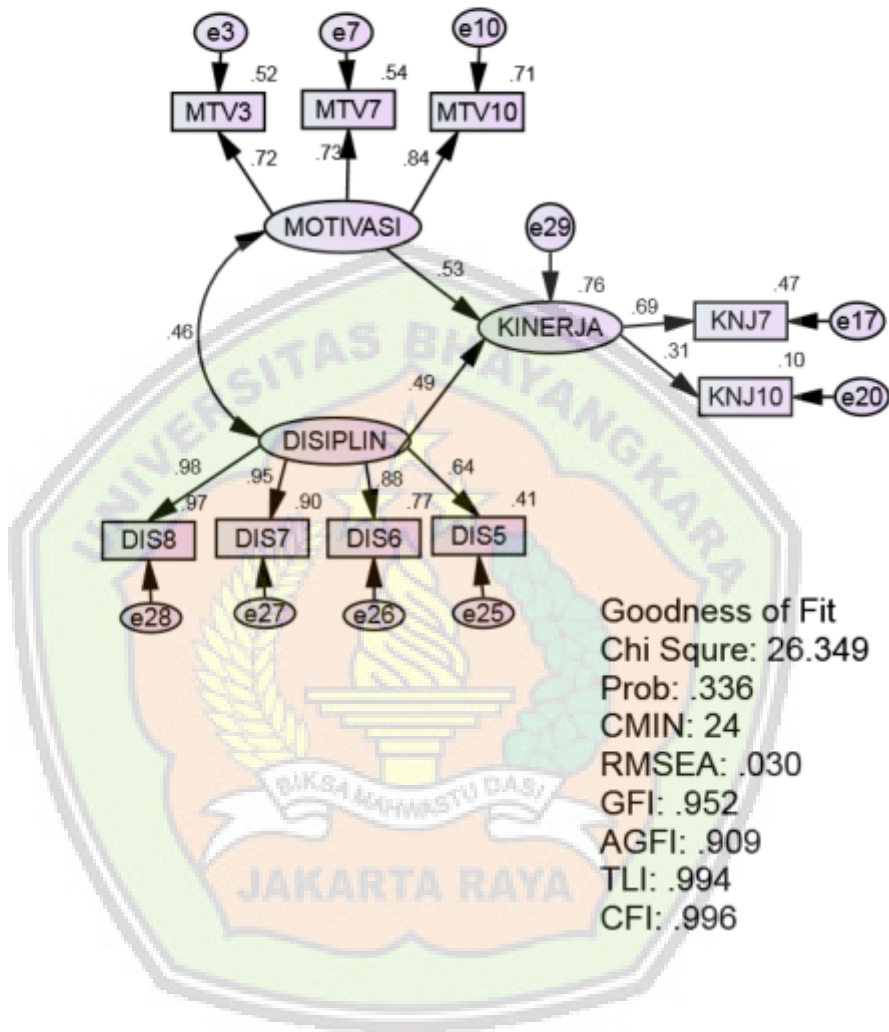 e3 e7 e10
.52 .54 .71
MTV3 MTV7 MTV10
.72 .73 .84
MOTIVASI
e29
.53 .76 .47
KINERJA .69 KNJ7 e17
.31 .10
KNJ10 e20
.46
.49
DISIPLIN
.98 .95 .88 .64
.97 .90 .77 .41
DIS8 DIS7 DIS6 DIS5
e28 e27 e26 e25
Goodness of Fit
Chi Squre: 26.349
Prob: .336
CMIN: 24
RMSEA: .030
GFI: .952
AGFI: .909
TLI: .994
CFI: .996
UNIVERSITAS BHAYANGKARA
BIKSA MAHWASTU DASI
JAKARTA RAYA